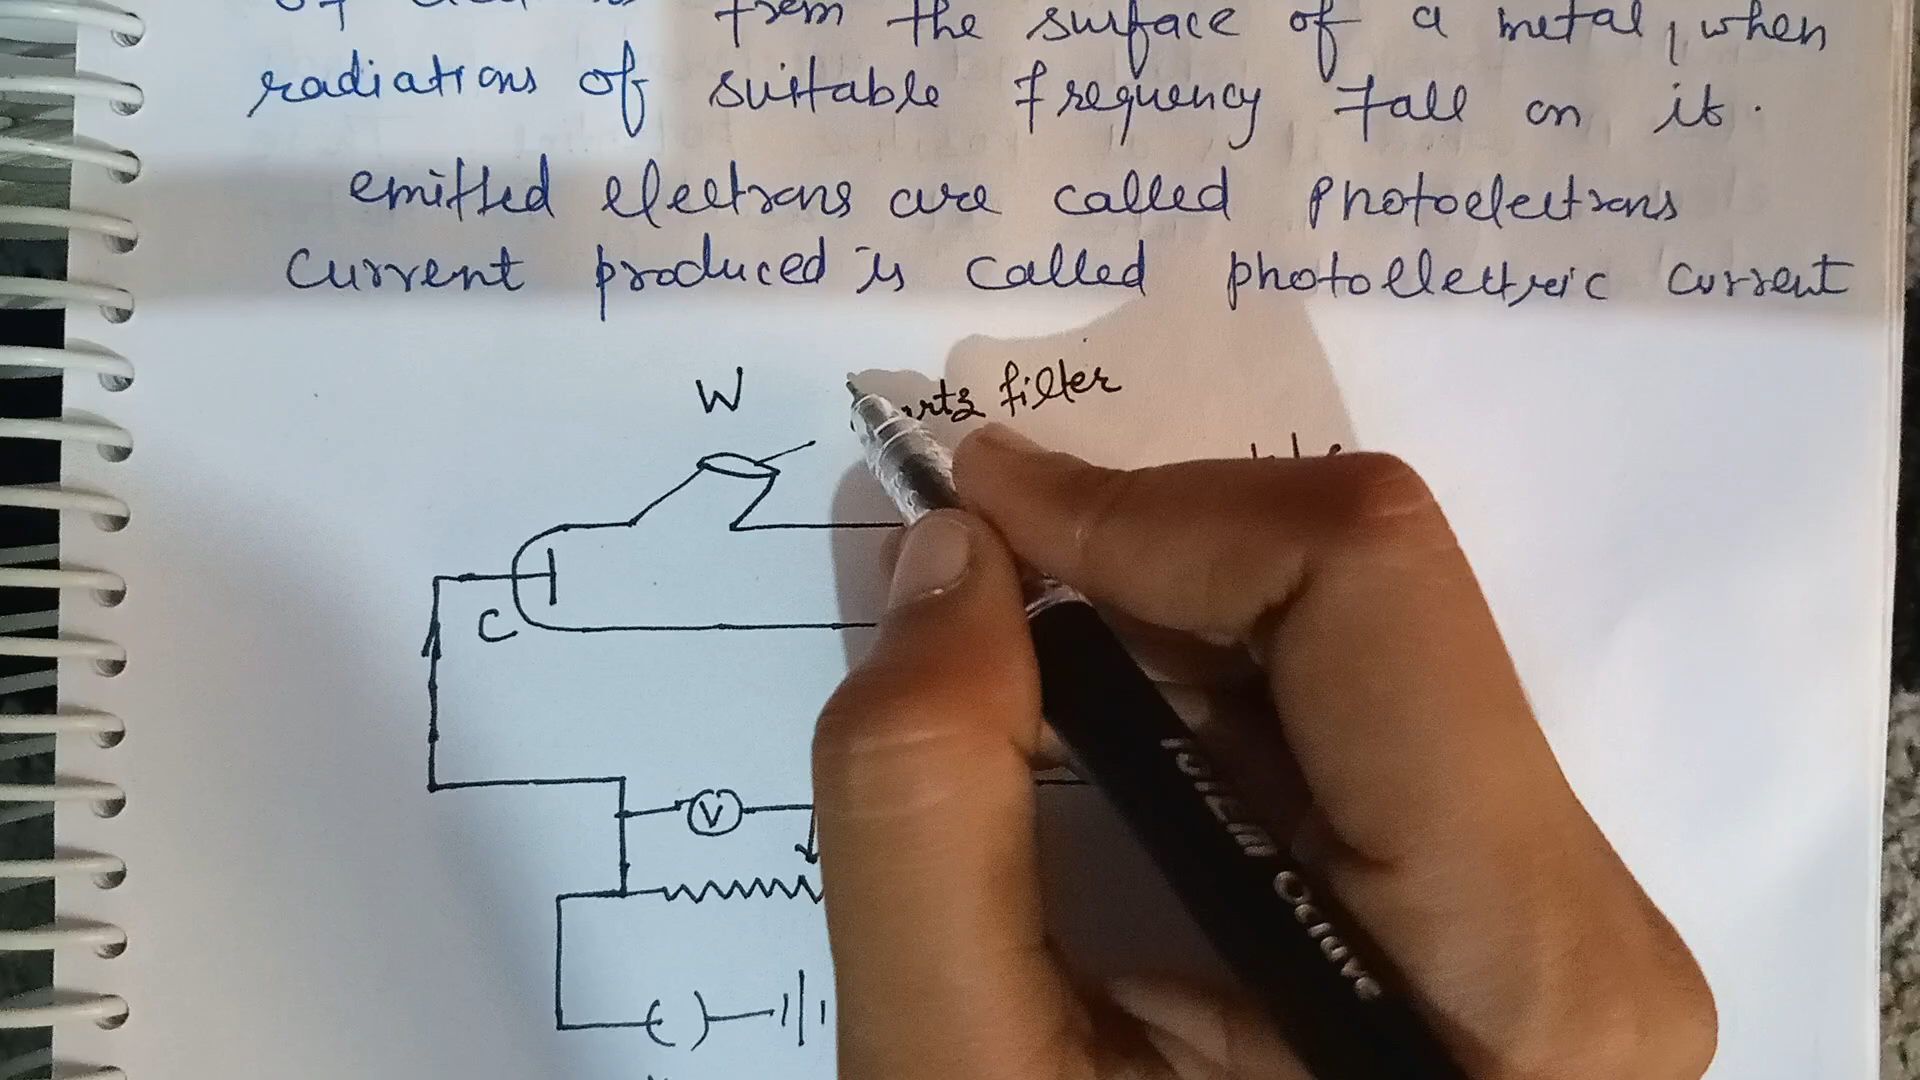 from the surface of a metal, when
radiations of suitable frequency fall on it.
emitted electrons are called photoelectrons
Current produced is called photoelectric current
W
filter
C
V
Octave